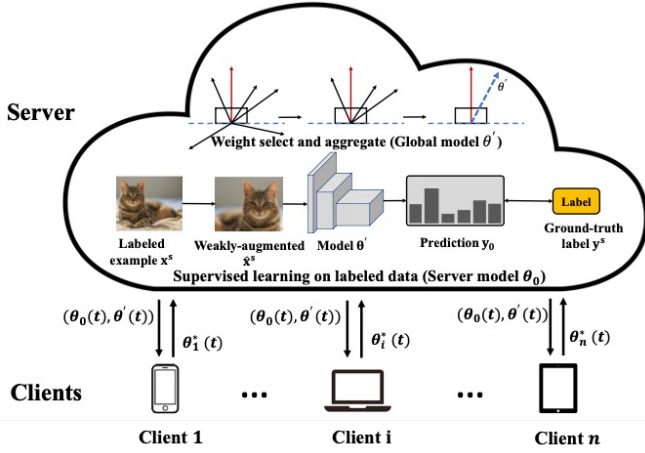 Server
θ′
Weight select and aggregate (Global model θ′)
Labeled example xˢ
Weakly-augmented x̂ˢ
Model θ′
Prediction y₀
Label
Ground-truth label yˢ
Supervised learning on labeled data (Server model θ₀)
(θ₀(t), θ′(t))
θ₁*(t)
(θ₀(t), θ′(t))
θᵢ*(t)
(θ₀(t), θ′(t))
θₙ*(t)
Clients
...
...
Client 1
Client i
Client n